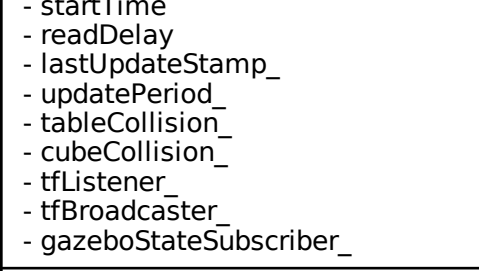 - startTime
- readDelay
- lastUpdateStamp_
- updatePeriod_
- tableCollision_
- cubeCollision_
- tfListener_
- tfBroadcaster_
- gazeboStateSubscriber_